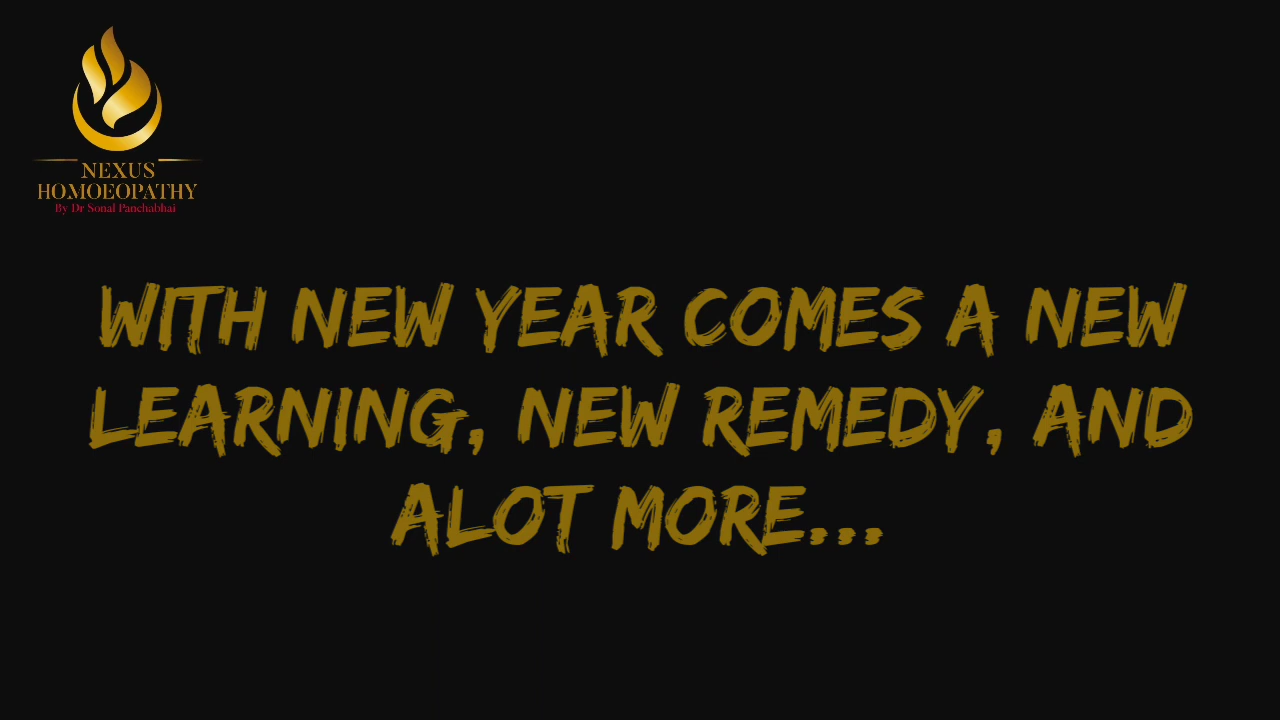 NEXUS
HOMOEOPATHY
By Dr Sonal Panchabhai
WITH NEW YEAR COMES A NEW
LEARNING, NEW REMEDY, AND
ALOT MORE...